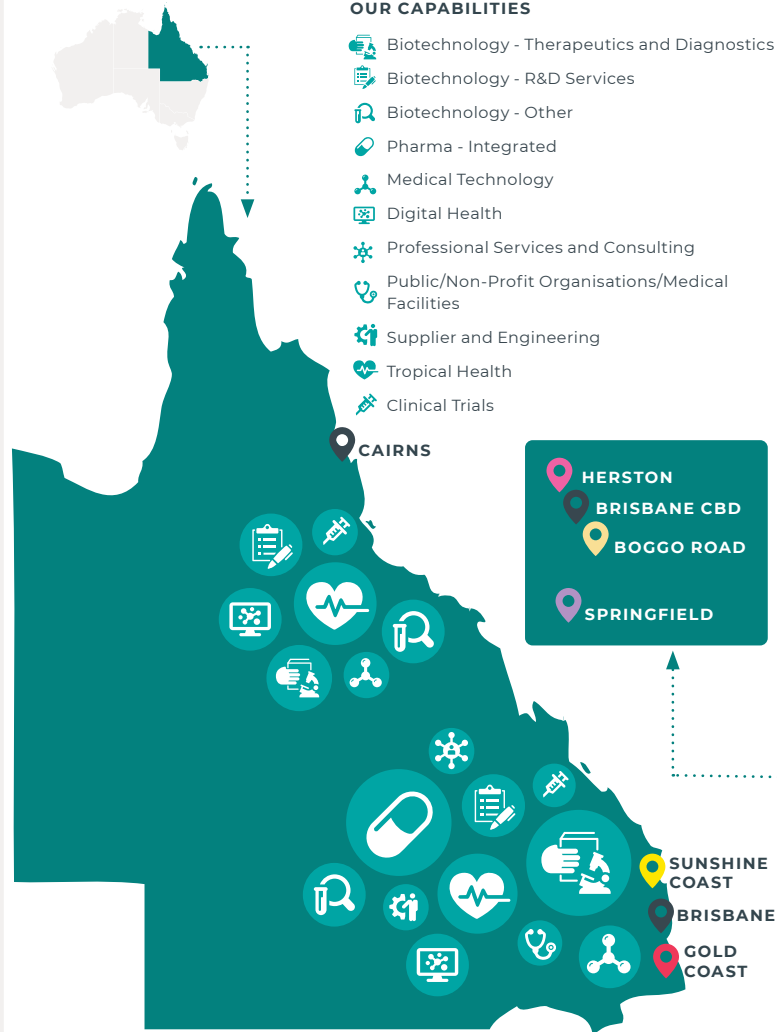 OUR CAPABILITIES
Biotechnology - Therapeutics and Diagnostics
Biotechnology - R&D Services
Biotechnology - Other
Pharma - Integrated
Medical Technology
Digital Health
Professional Services and Consulting
Public/Non-Profit Organisations/Medical
Facilities
Supplier and Engineering
Tropical Health
Clinical Trials
CAIRNS
HERSTON
BRISBANE CBD
BOGGO ROAD
SPRINGFIELD
SUNSHINE
COAST
BRISBANE
GOLD
COAST